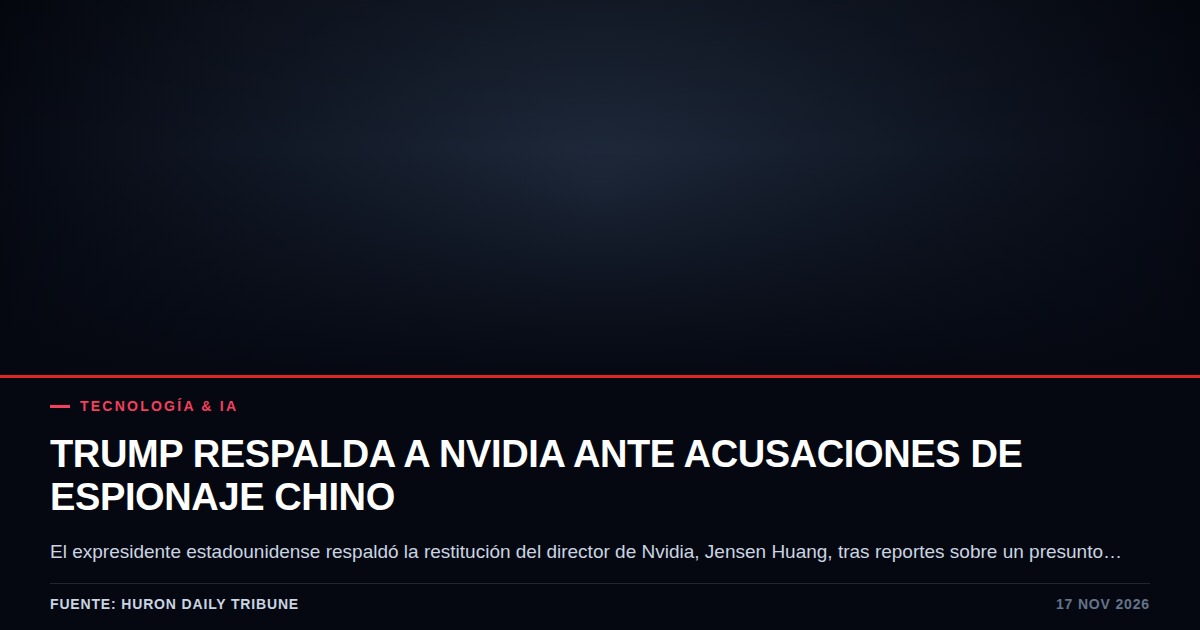 TECNOLOGÍA & IA
TRUMP RESPALDA A NVIDIA ANTE ACUSACIONES DE
ESPIONAJE CHINO
El expresidente estadounidense respaldó la restitución del director de Nvidia, Jensen Huang, tras reportes sobre un presunto…
FUENTE: HURON DAILY TRIBUNE
17 NOV 2026